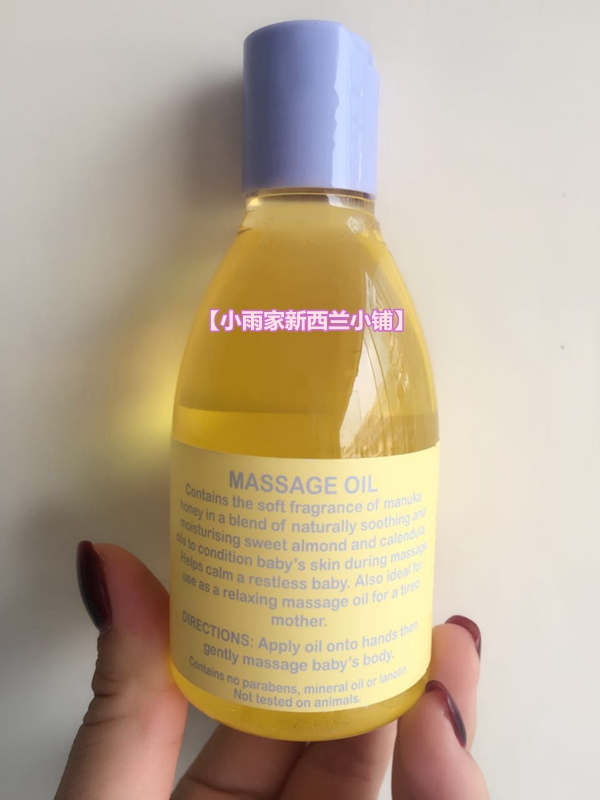 【小雨家新西兰小铺】
MASSAGE OIL
Contains the soft fragrance of manuka
honey in a blend of naturally soothing and
moisturising sweet almond and calendula
oils to condition baby's skin during massage.
Helps calm a restless baby. Also ideal for
use as a relaxing massage oil for a tired
mother.
DIRECTIONS: Apply oil onto hands then
gently massage baby's body.
Contains no parabens, mineral oil or lanolin.
Not tested on animals.